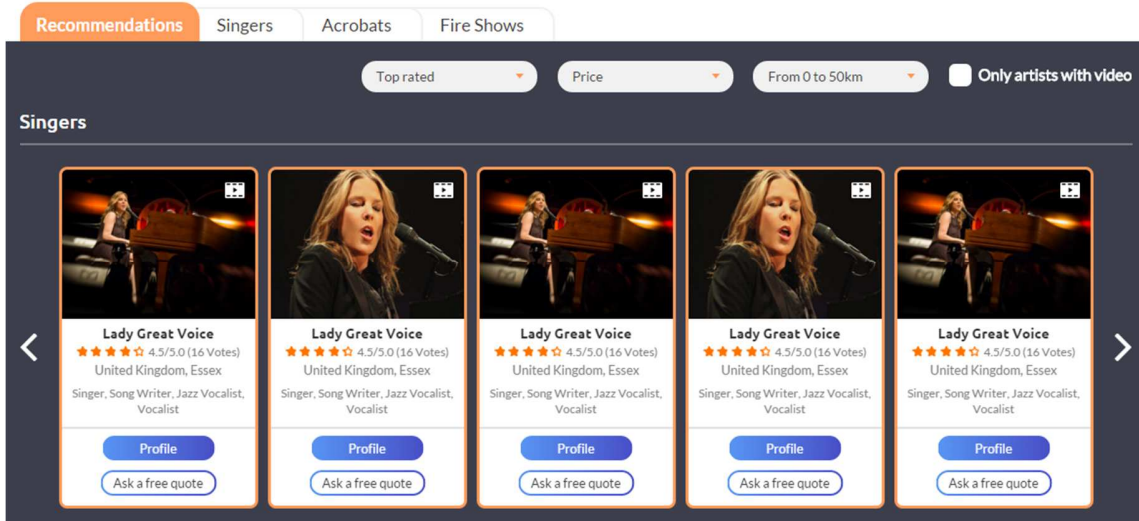 Recommendations Singers Acrobats Fire Shows
Top rated Price From 0 to 50km Only artists with video
Singers
Lady Great Voice
4.5/5.0 (16 Votes)
United Kingdom, Essex
Singer, Song Writer, Jazz Vocalist,
Vocalist
Profile
Ask a free quote
Lady Great Voice
4.5/5.0 (16 Votes)
United Kingdom, Essex
Singer, Song Writer, Jazz Vocalist,
Vocalist
Profile
Ask a free quote
Lady Great Voice
4.5/5.0 (16 Votes)
United Kingdom, Essex
Singer, Song Writer, Jazz Vocalist,
Vocalist
Profile
Ask a free quote
Lady Great Voice
4.5/5.0 (16 Votes)
United Kingdom, Essex
Singer, Song Writer, Jazz Vocalist,
Vocalist
Profile
Ask a free quote
Lady Great Voice
4.5/5.0 (16 Votes)
United Kingdom, Essex
Singer, Song Writer, Jazz Vocalist,
Vocalist
Profile
Ask a free quote